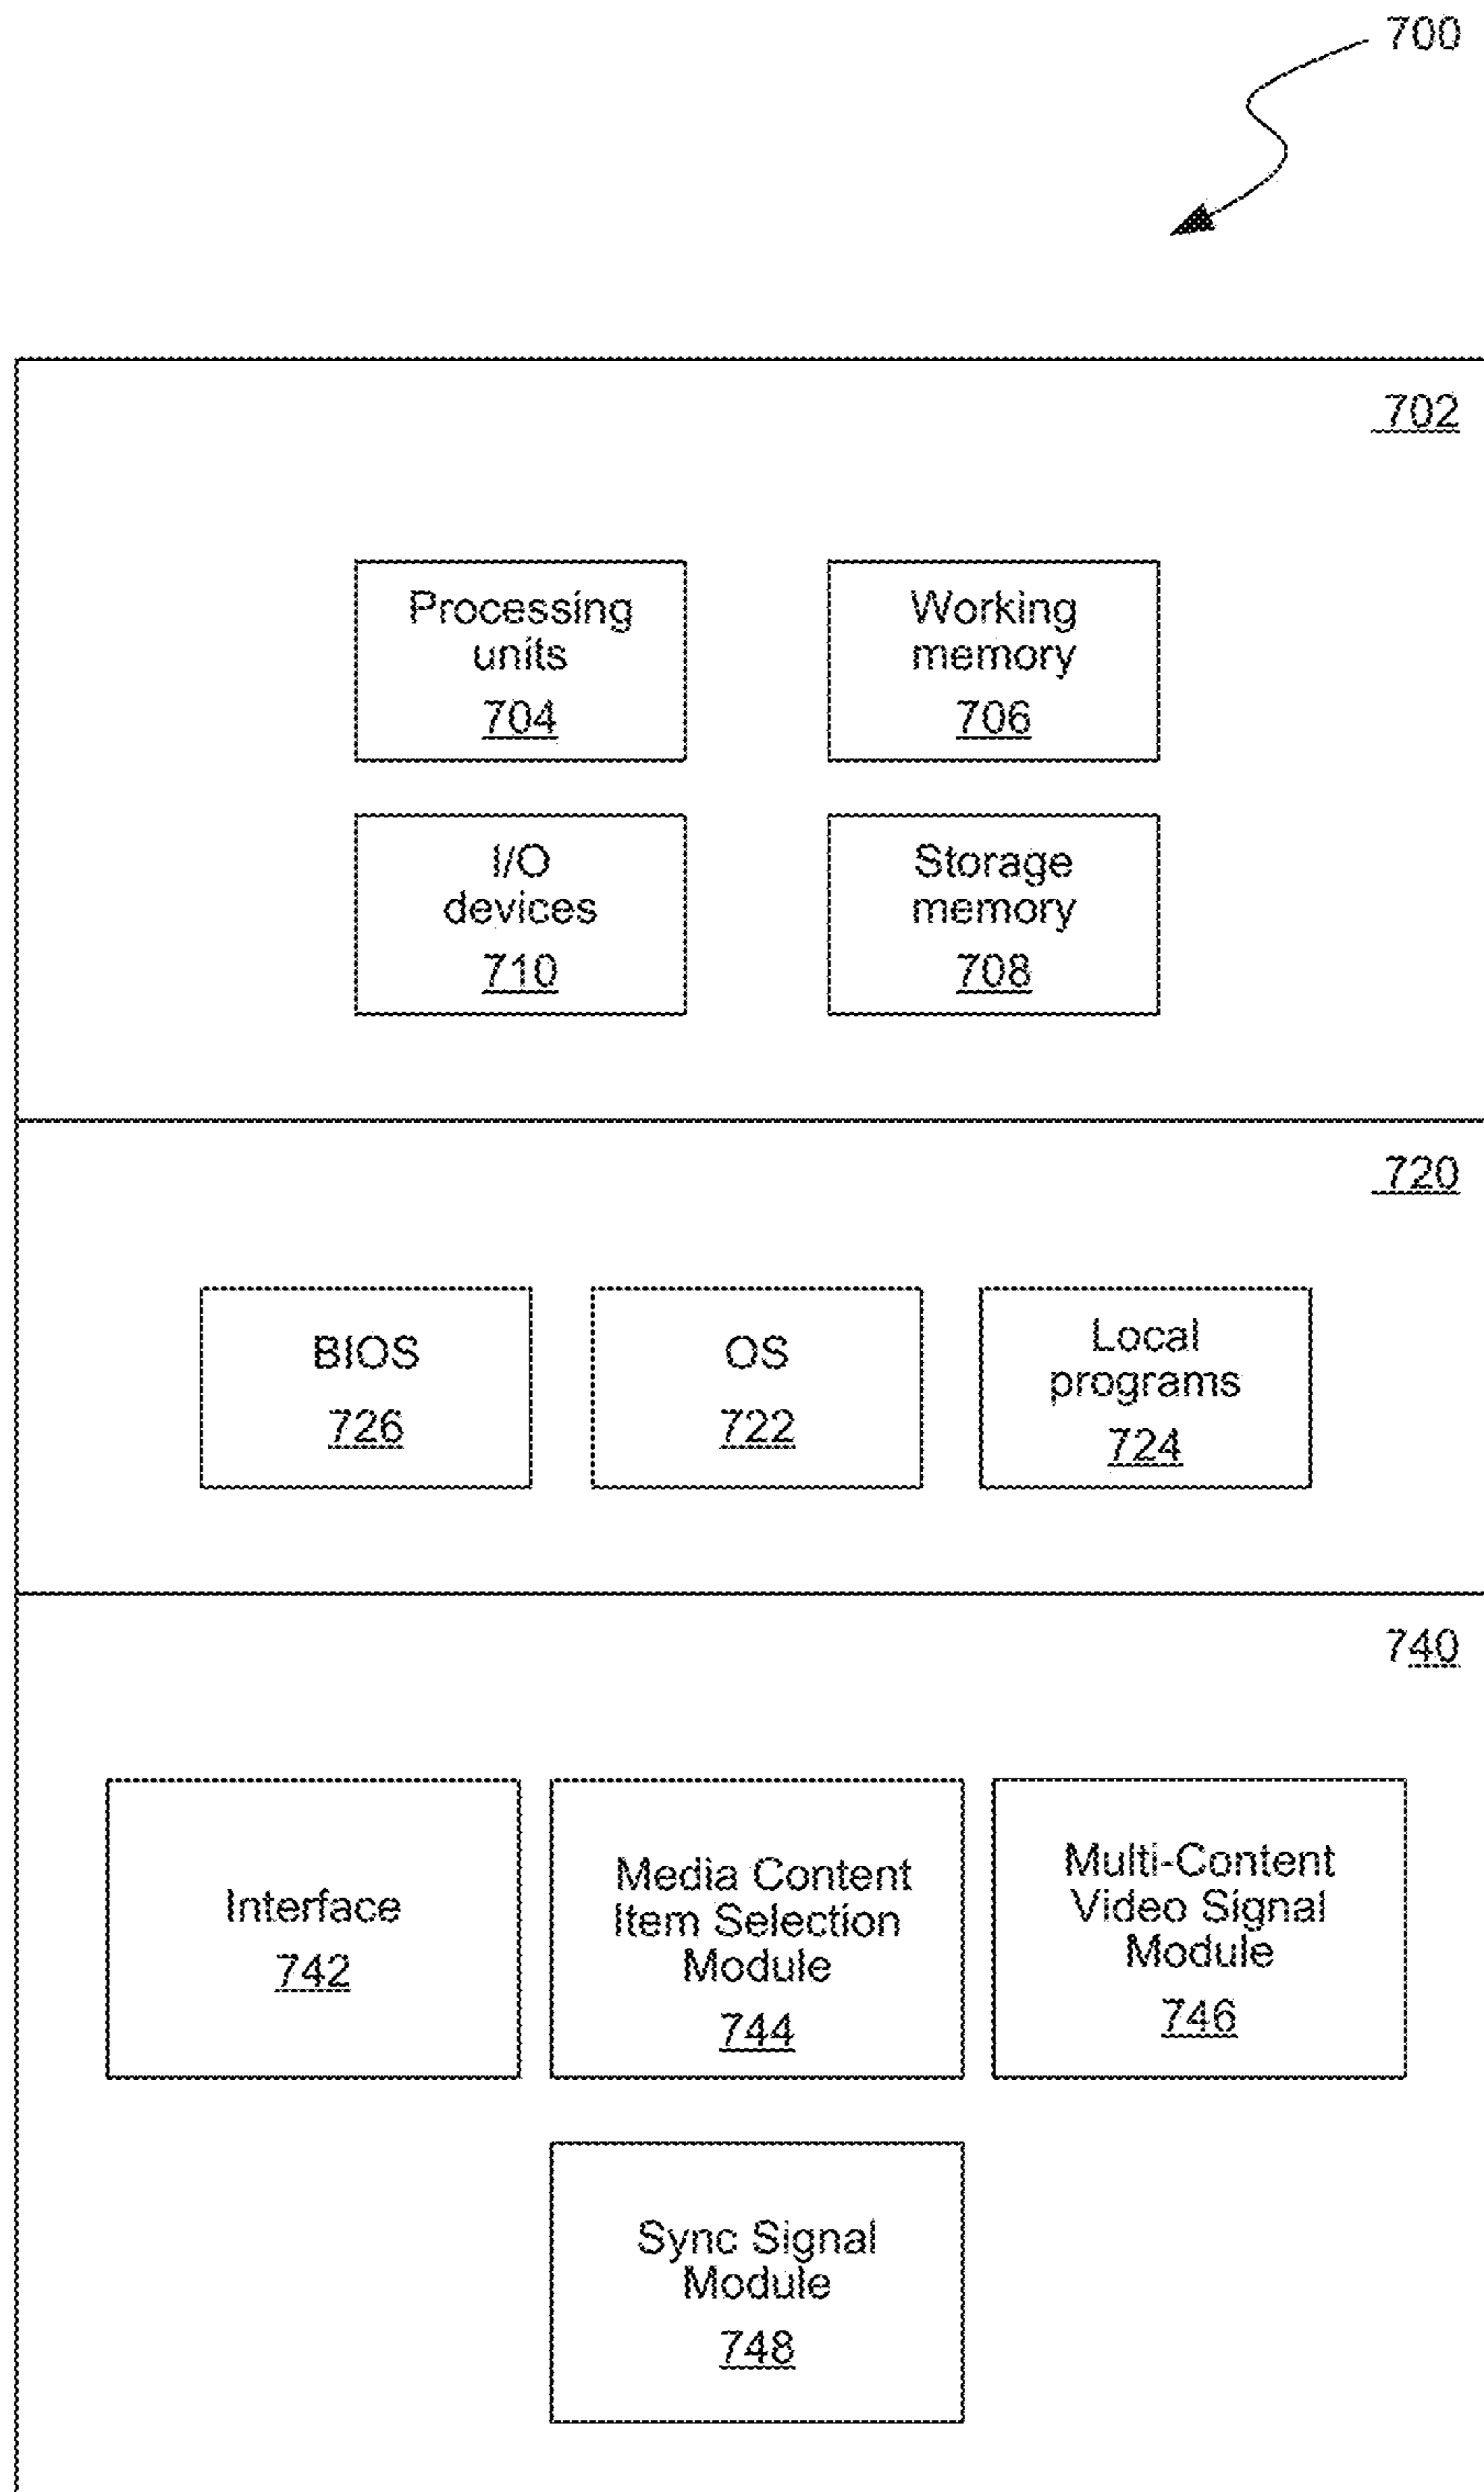 700
702
Processing
units
704
Working
memory
706
I/O
devices
710
Storage
memory
708
720
BIOS
726
OS
722
Local
programs
724
740
Interface
742
Media Content
Item Selection
Module
744
Multi-Content
Video Signal
Module
746
Sync Signal
Module
748